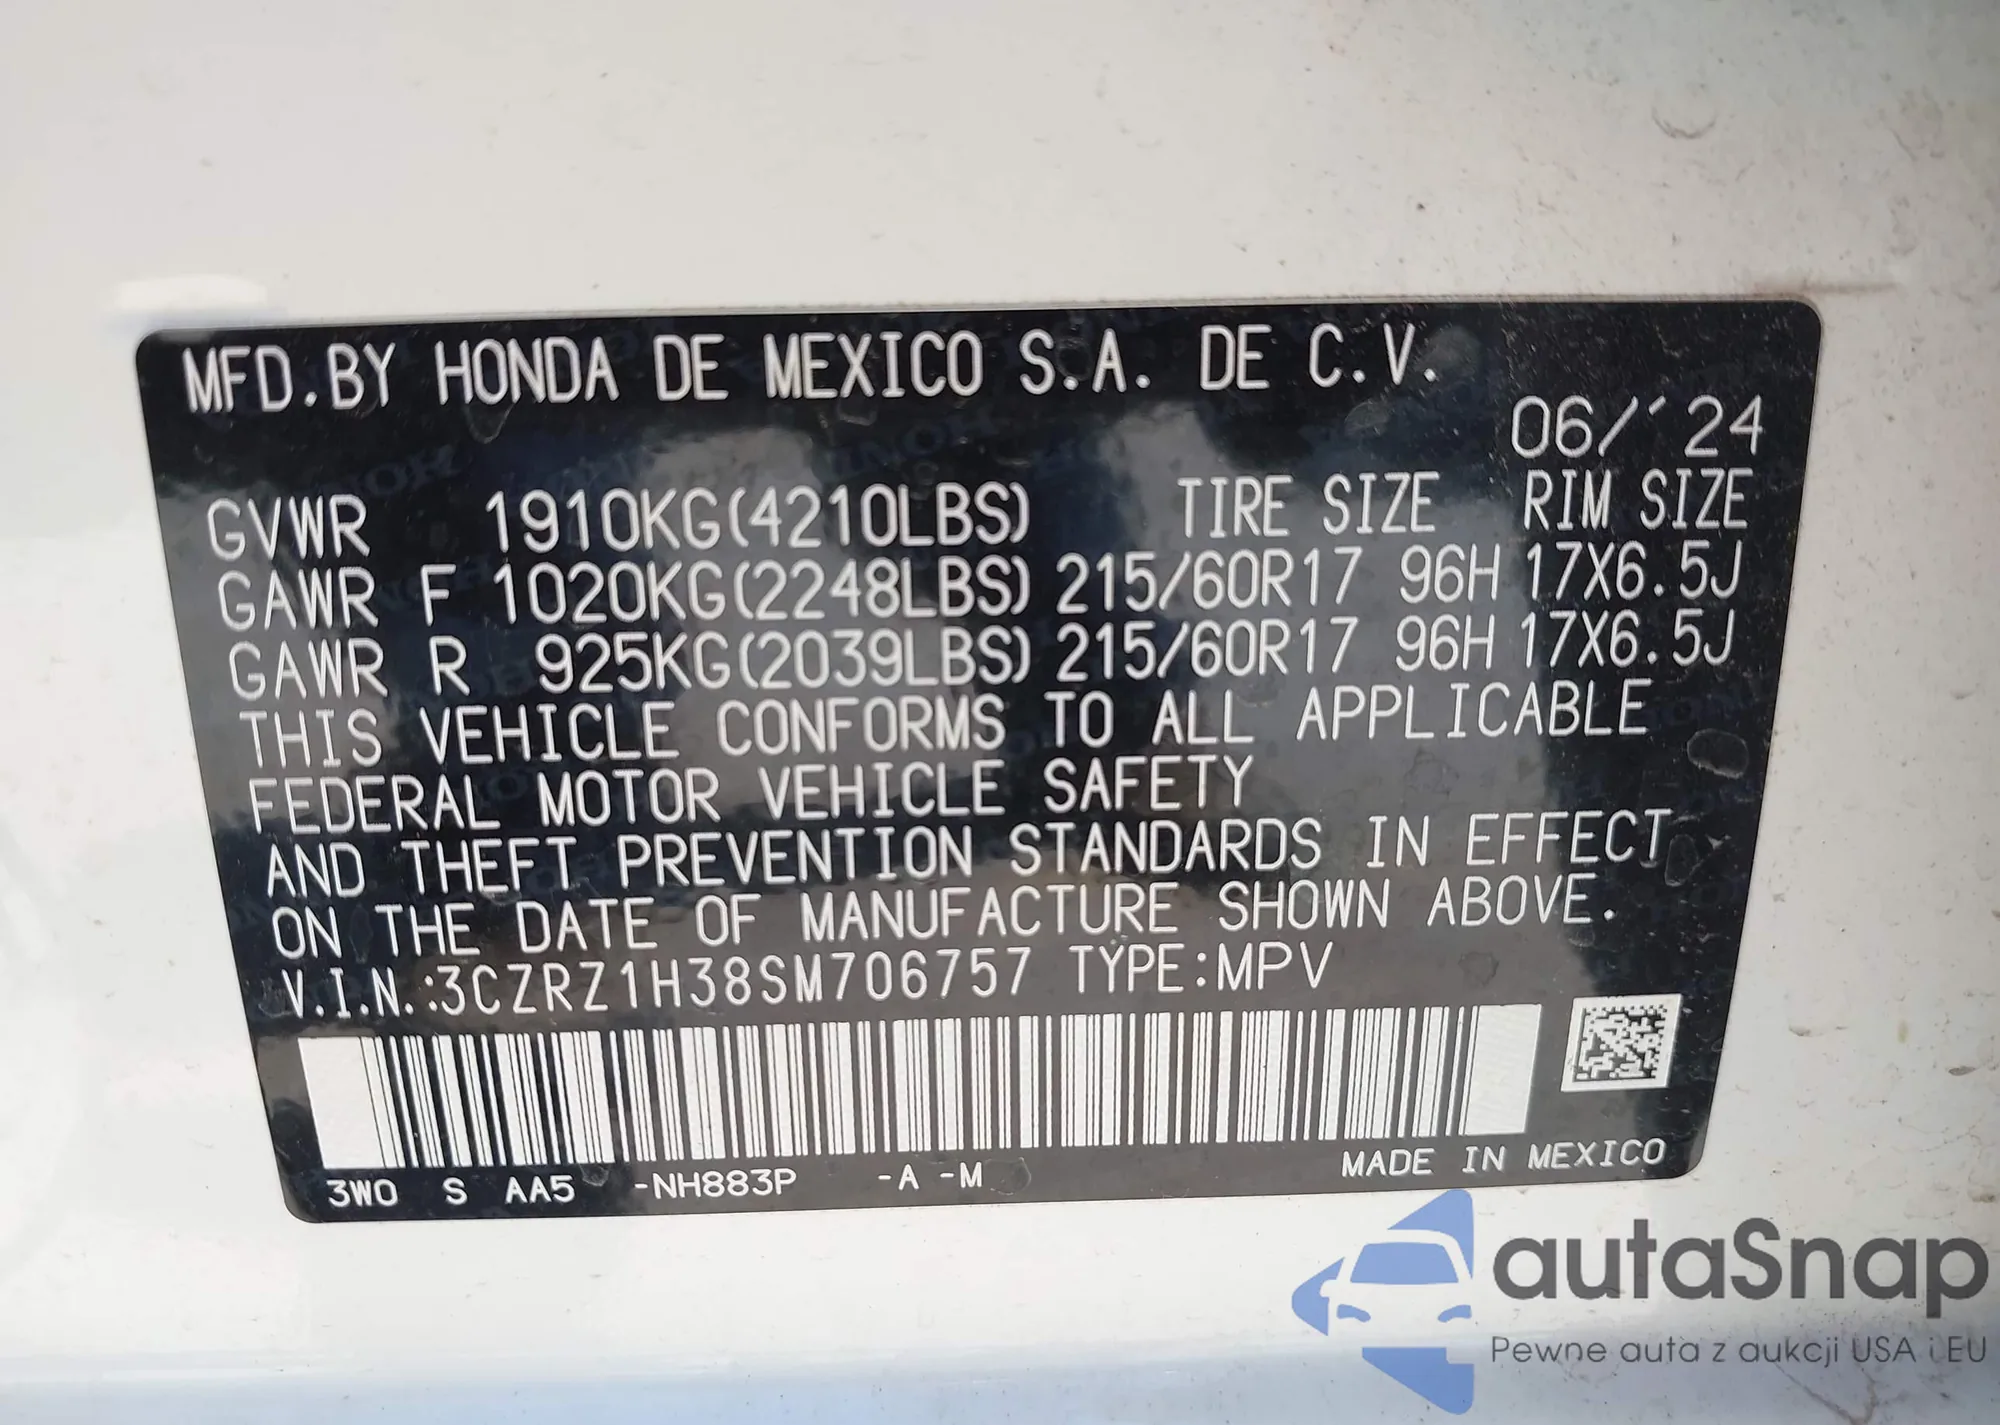 MFD.BY HONDA DE MEXICO S.A. DE C.V.
06/'24
GVWR 1910KG(4210LBS) TIRE SIZE RIM SIZE
GAWR F 1020KG(2248LBS) 215/60R17 96H 17X6.5J
GAWR R 925KG(2039LBS) 215/60R17 96H 17X6.5J
THIS VEHICLE CONFORMS TO ALL APPLICABLE
FEDERAL MOTOR VEHICLE SAFETY
AND THEFT PREVENTION STANDARDS IN EFFECT
ON THE DATE OF MANUFACTURE SHOWN ABOVE.
V.I.N.:3CZRZ1H38SM706757 TYPE:MPV
3W0 S AA5 -NH883P -A -M MADE IN MEXICO
autaSnap
Pewne auta z aukcji USA i EU